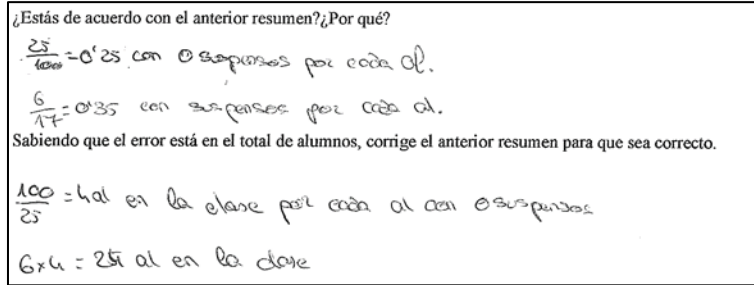 ¿Estás de acuerdo con el anterior resumen?¿Por qué?
25/100 = 0'25 con 0 suspensos por cada al.
6/17 = 0'35 con suspensos por cada al.
Sabiendo que el error está en el total de alumnos, corrige el anterior resumen para que sea correcto.
100/25 = 4 al en la clase por cada al con 0 suspensos
6x4 = 24 al en la clase